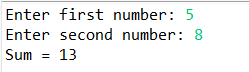 Enter first number: 5
Enter second number: 8
Sum = 13